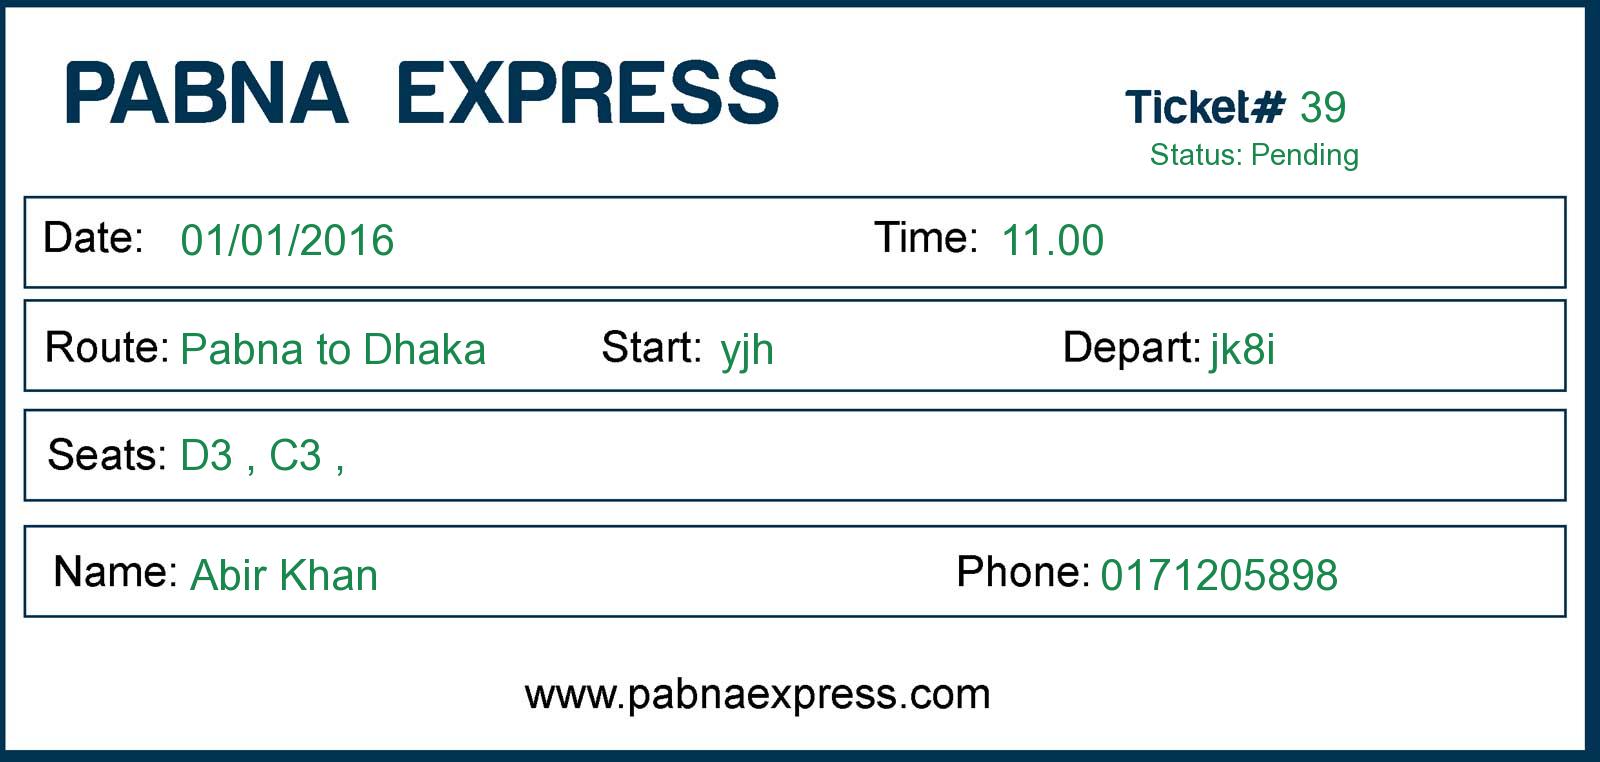 PABNA EXPRESS
Ticket# 39
Status: Pending
Date: 01/01/2016 Time: 11.00
Route: Pabna to Dhaka Start: yjh Depart: jk8i
Seats: D3 , C3 ,
Name: Abir Khan Phone: 0171205898
www.pabnaexpress.com